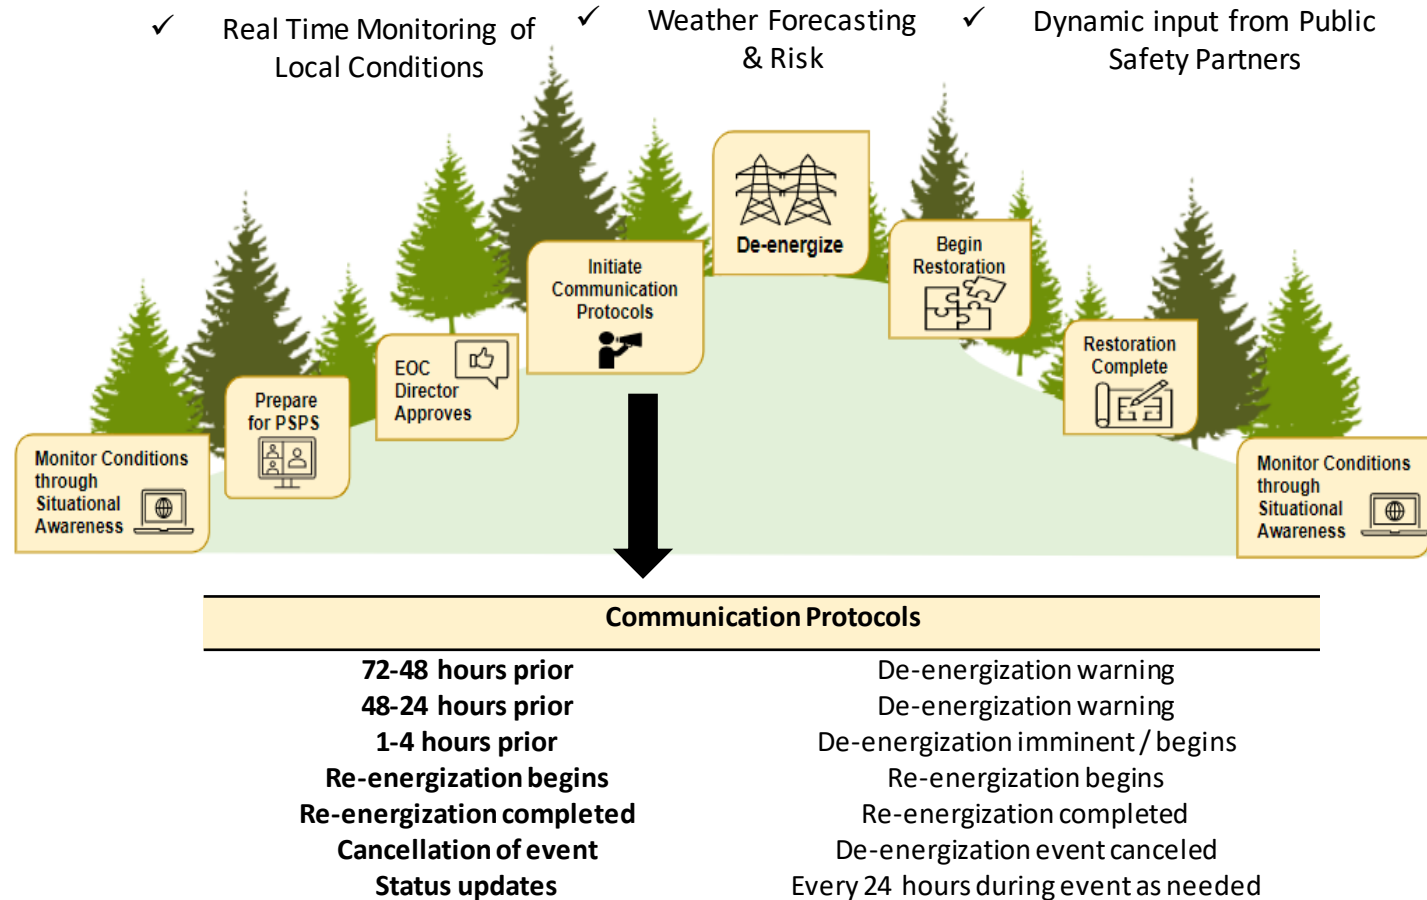 ✓ Real Time Monitoring of
Local Conditions
✓ Weather Forecasting
& Risk
✓ Dynamic input from Public
Safety Partners
Monitor Conditions
through
Situational
Awareness
Prepare
for PSPS
EOC
Director
Approves
Initiate
Communication
Protocols
De-energize
Begin
Restoration
Restoration
Complete
Monitor Conditions
through
Situational
Awareness
Communication Protocols
72-48 hours prior De-energization warning
48-24 hours prior De-energization warning
1-4 hours prior De-energization imminent / begins
Re-energization begins Re-energization begins
Re-energization completed Re-energization completed
Cancellation of event De-energization event canceled
Status updates Every 24 hours during event as needed